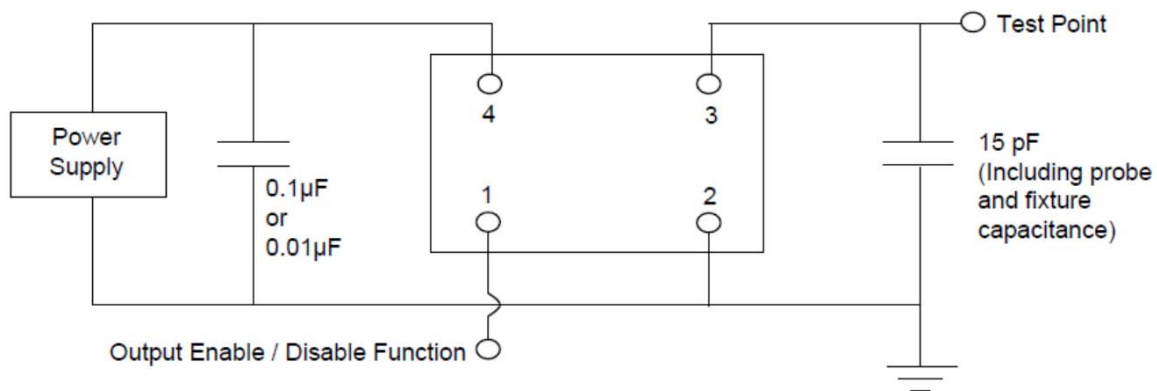 Test Point
4
3
Power
Supply
15 pF
(Including probe
and fixture
capacitance)
0.1µF
or
0.01µF
1
2
Output Enable / Disable Function